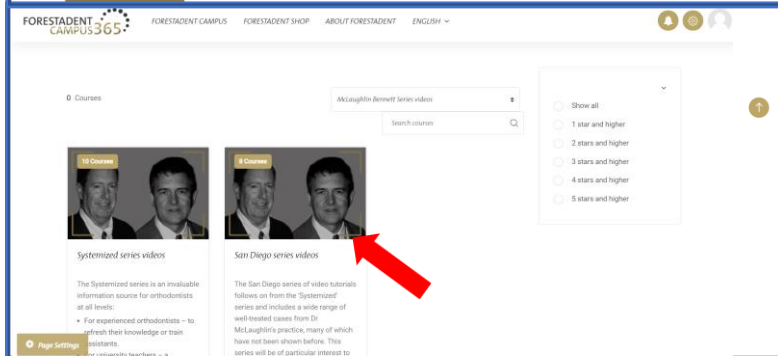 FORESTADENT
CAMPUS365
FORESTADENT CAMPUS FORESTADENT SHOP ABOUT FORESTADENT ENGLISH
0 Courses
McLaughlin Bennett Series videos
Search courses
Show all
1 star and higher
2 stars and higher
3 stars and higher
4 stars and higher
5 stars and higher
10 Courses
Systemized series videos
The Systemized series is an invaluable
information source for orthodontists
at all levels:
• For experienced orthodontists – to
refresh their knowledge or train
assistants.
For university teachers – a
8 Courses
San Diego series videos
The San Diego series of video tutorials
follows on from the 'Systemized'
series and includes a wide range of
well-treated cases from Dr
McLaughlin's practice, many of which
have not been shown before. This
series will be of particular interest to
Page Settings